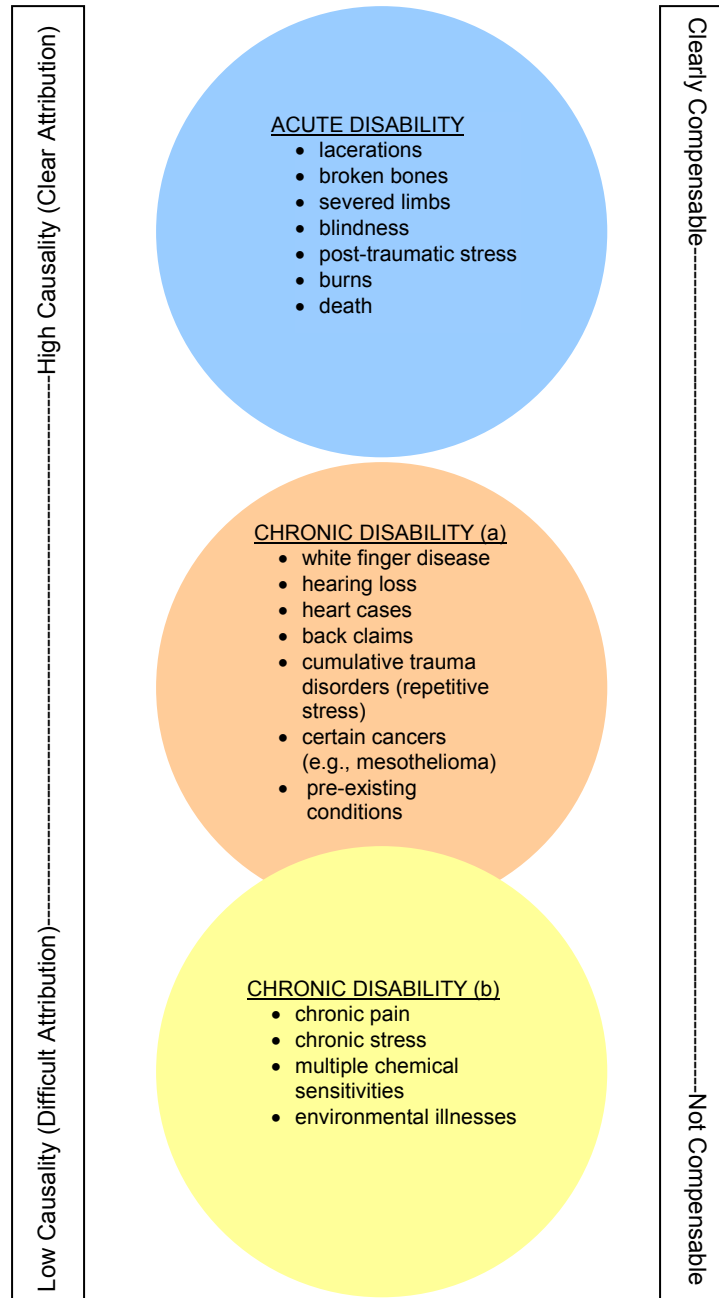 Low Causality (Difficult Attribution)------------------------------High Causality (Clear Attribution)
ACUTE DISABILITY
• lacerations
• broken bones
• severed limbs
• blindness
• post-traumatic stress
• burns
• death
CHRONIC DISABILITY (a)
• white finger disease
• hearing loss
• heart cases
• back claims
• cumulative trauma
disorders (repetitive
stress)
• certain cancers
(e.g., mesothelioma)
• pre-existing
conditions
CHRONIC DISABILITY (b)
• chronic pain
• chronic stress
• multiple chemical
sensitivities
• environmental illnesses
Clearly Compensable------------------------------------------------------------Not Compensable